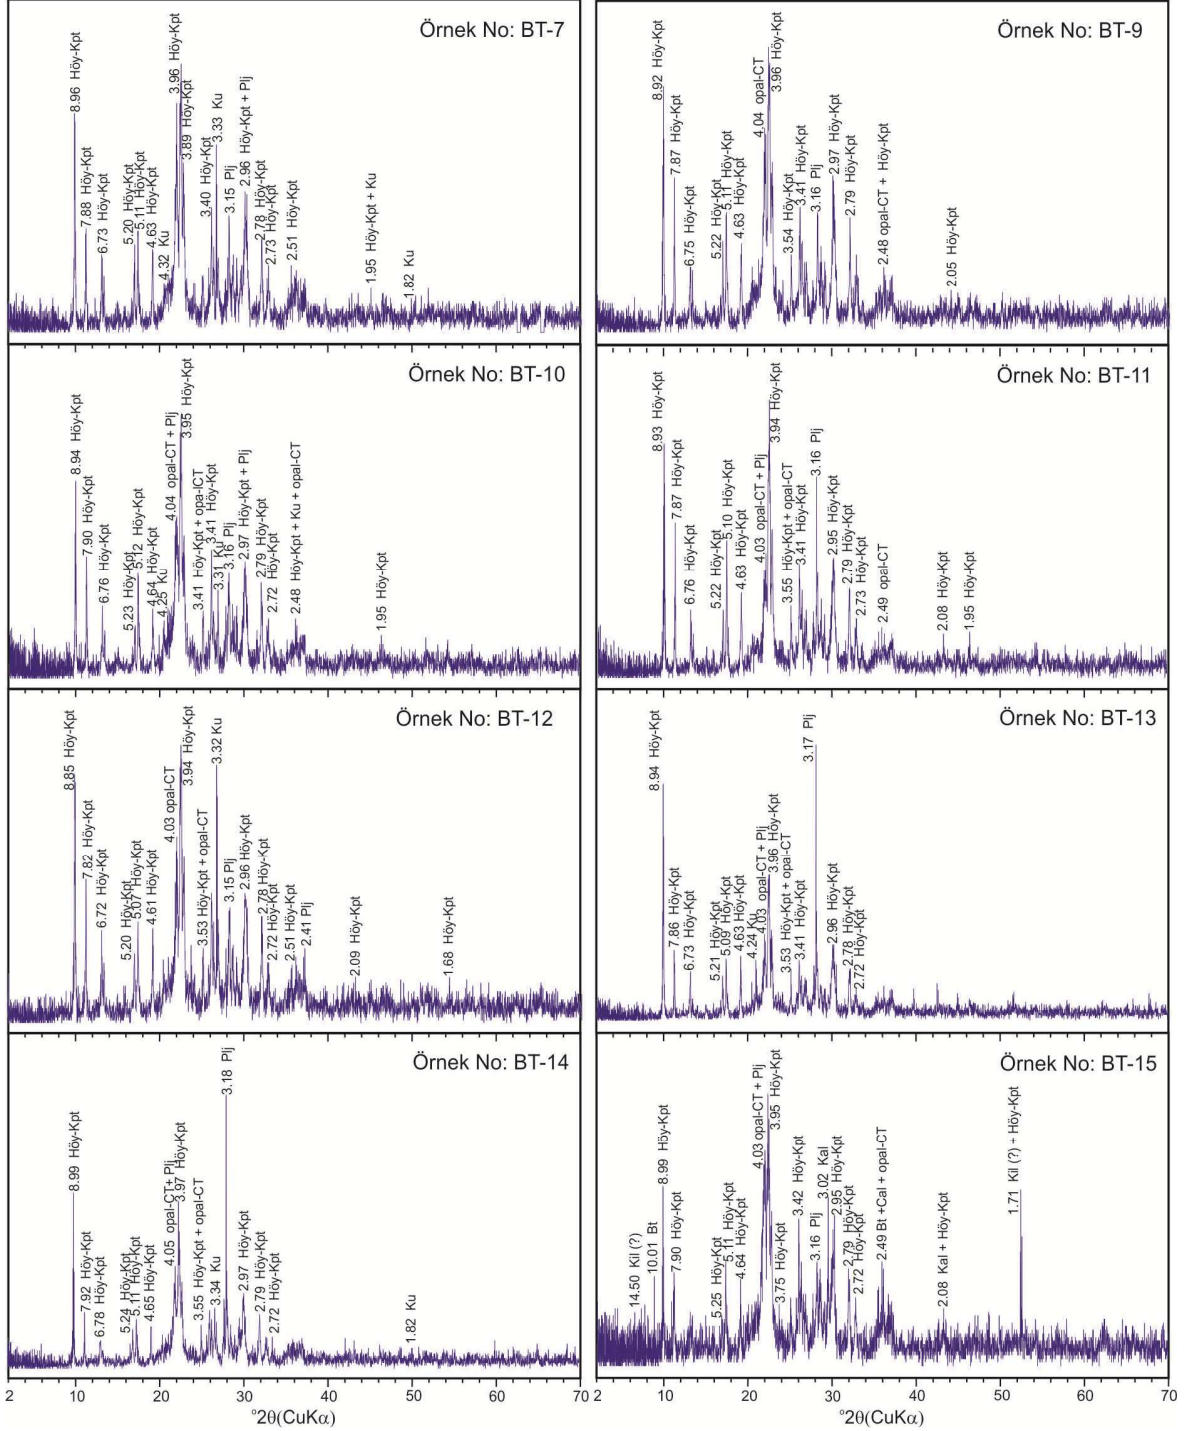 Örnek No: BT-7
8.96 Höy-Kpt
7.88 Höy-Kpt
6.73 Höy-Kpt
5.20 Höy-Kpt
5.11 Höy-Kpt
4.63 Höy-Kpt
4.32 Ku
3.96 Höy-Kpt
3.89 Höy-Kpt
3.40 Höy-Kpt
3.33 Ku
3.15 Plj
2.96 Höy-Kpt + Plj
2.78 Höy-Kpt
2.73 Höy-Kpt
2.51 Höy-Kpt
1.95 Höy-Kpt + Ku
1.82 Ku
Örnek No: BT-9
8.92 Höy-Kpt
7.87 Höy-Kpt
6.75 Höy-Kpt
5.22 Höy-Kpt
5.11 Höy-Kpt
4.63 Höy-Kpt
4.04 opal-CT
3.96 Höy-Kpt
3.54 Höy-Kpt
3.41 Höy-Kpt
3.16 Plj
2.97 Höy-Kpt
2.79 Höy-Kpt
2.48 opal-CT + Höy-Kpt
2.05 Höy-Kpt
Örnek No: BT-10
8.94 Höy-Kpt
7.90 Höy-Kpt
6.76 Höy-Kpt
5.23 Höy-Kpt
5.12 Höy-Kpt
4.64 Höy-Kpt
4.25 Ku
4.04 opal-CT + Plj
3.95 Höy-Kpt
3.41 Höy-Kpt + opa-lCT
3.41 Höy-Kpt
3.31 Ku
3.16 Plj
2.97 Höy-Kpt + Plj
2.79 Höy-Kpt
2.72 Höy-Kpt
2.48 Höy-Kpt + Ku + opal-CT
1.95 Höy-Kpt
Örnek No: BT-11
8.93 Höy-Kpt
7.87 Höy-Kpt
6.76 Höy-Kpt
5.22 Höy-Kpt
5.10 Höy-Kpt
4.63 Höy-Kpt
4.03 opal-CT + Plj
3.94 Höy-Kpt
3.55 Höy-Kpt + opal-CT
3.41 Höy-Kpt
3.16 Plj
2.95 Höy-Kpt
2.79 Höy-Kpt
2.73 Höy-Kpt
2.49 opal-CT
2.08 Höy-Kpt
1.95 Höy-Kpt
Örnek No: BT-12
8.85 Höy-Kpt
7.82 Höy-Kpt
6.72 Höy-Kpt
5.20 Höy-Kpt
5.07 Höy-Kpt
4.61 Höy-Kpt
4.03 opal-CT
3.94 Höy-Kpt
3.53 Höy-Kpt + opal-CT
3.32 Ku
3.15 Plj
2.96 Höy-Kpt
2.78 Höy-Kpt
2.72 Höy-Kpt
2.51 Höy-Kpt
2.41 Plj
2.09 Höy-Kpt
1.68 Höy-Kpt
Örnek No: BT-13
8.94 Höy-Kpt
7.86 Höy-Kpt
6.73 Höy-Kpt
5.21 Höy-Kpt
5.09 Höy-Kpt
4.63 Höy-Kpt
4.24 Ku
4.03 opal-CT + Plj
3.96 Höy-Kpt
3.53 Höy-Kpt + opal-CT
3.41 Höy-Kpt
3.17 Plj
2.96 Höy-Kpt
2.78 Höy-Kpt
2.72 Höy-Kpt
Örnek No: BT-14
8.99 Höy-Kpt
7.92 Höy-Kpt
6.78 Höy-Kpt
5.24 Höy-Kpt
5.11 Höy-Kpt
4.65 Höy-Kpt
4.05 opal-CT+ Plj
3.97 Höy-Kpt
3.55 Höy-Kpt + opal-CT
3.34 Ku
3.18 Plj
2.97 Höy-Kpt
2.79 Höy-Kpt
2.72 Höy-Kpt
1.82 Ku
2 10 20 30 40 50 60 70
°2θ(CuKα)
Örnek No: BT-15
14.50 Kil (?)
10.01 Bt
8.99 Höy-Kpt
7.90 Höy-Kpt
5.25 Höy-Kpt
5.11 Höy-Kpt
4.64 Höy-Kpt
4.03 opal-CT + Plj
3.95 Höy-Kpt
3.75 Höy-Kpt
3.42 Höy-Kpt
3.16 Plj
3.02 Kal
2.95 Höy-Kpt
2.79 Höy-Kpt
2.72 Höy-Kpt
2.49 Bt +Cal + opal-CT
2.08 Kal + Höy-Kpt
1.71 Kil (?) + Höy-Kpt
2 10 20 30 40 50 60 70
°2θ(CuKα)